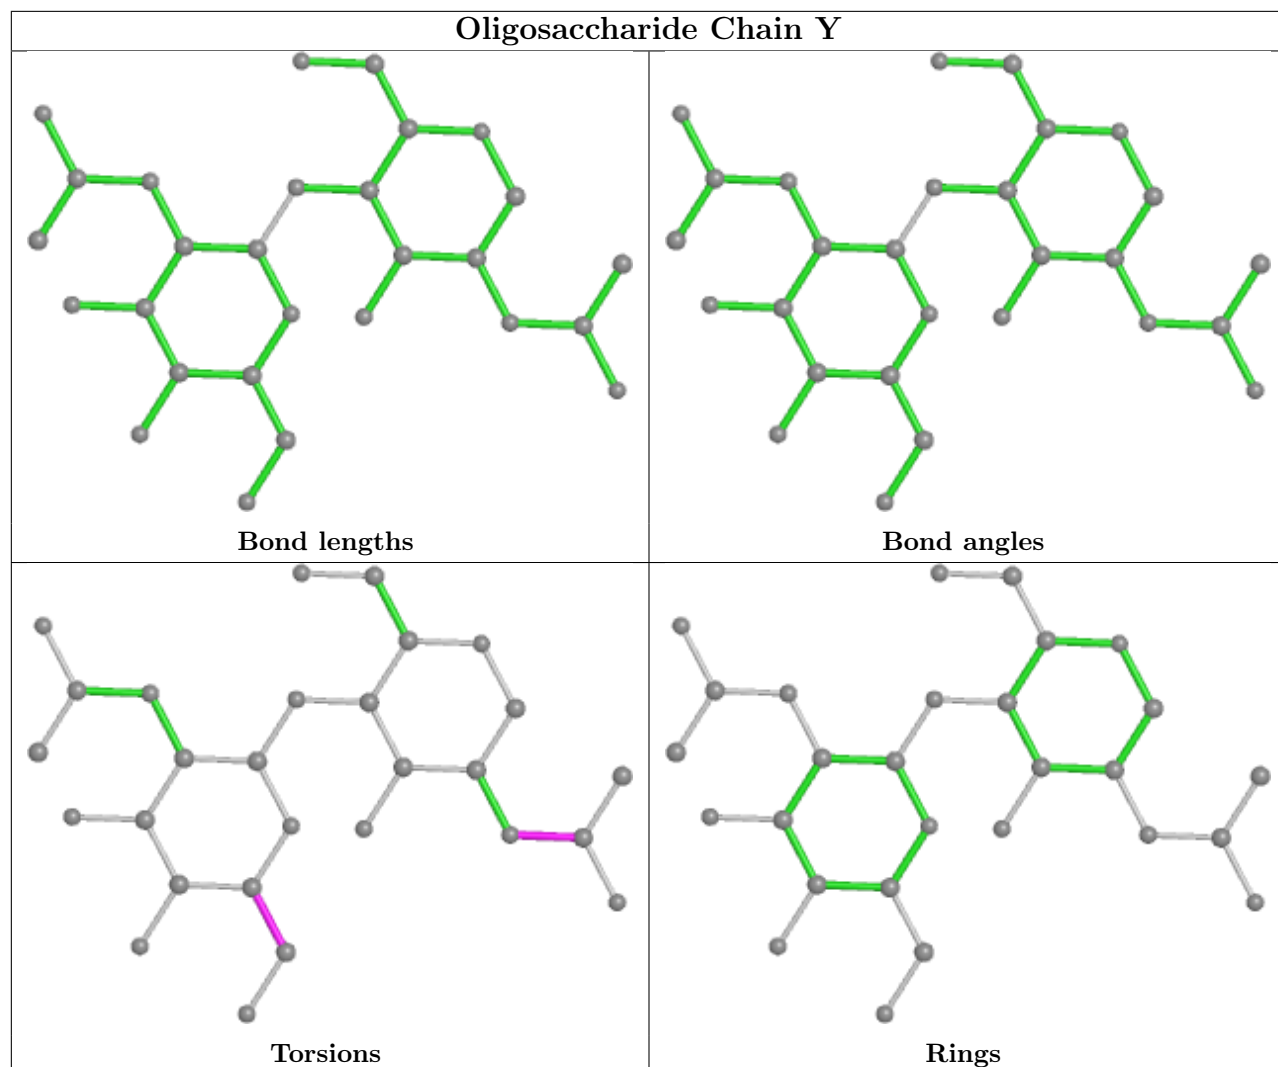 Oligosaccharide Chain Y
Bond lengths
Bond angles
Torsions
Rings